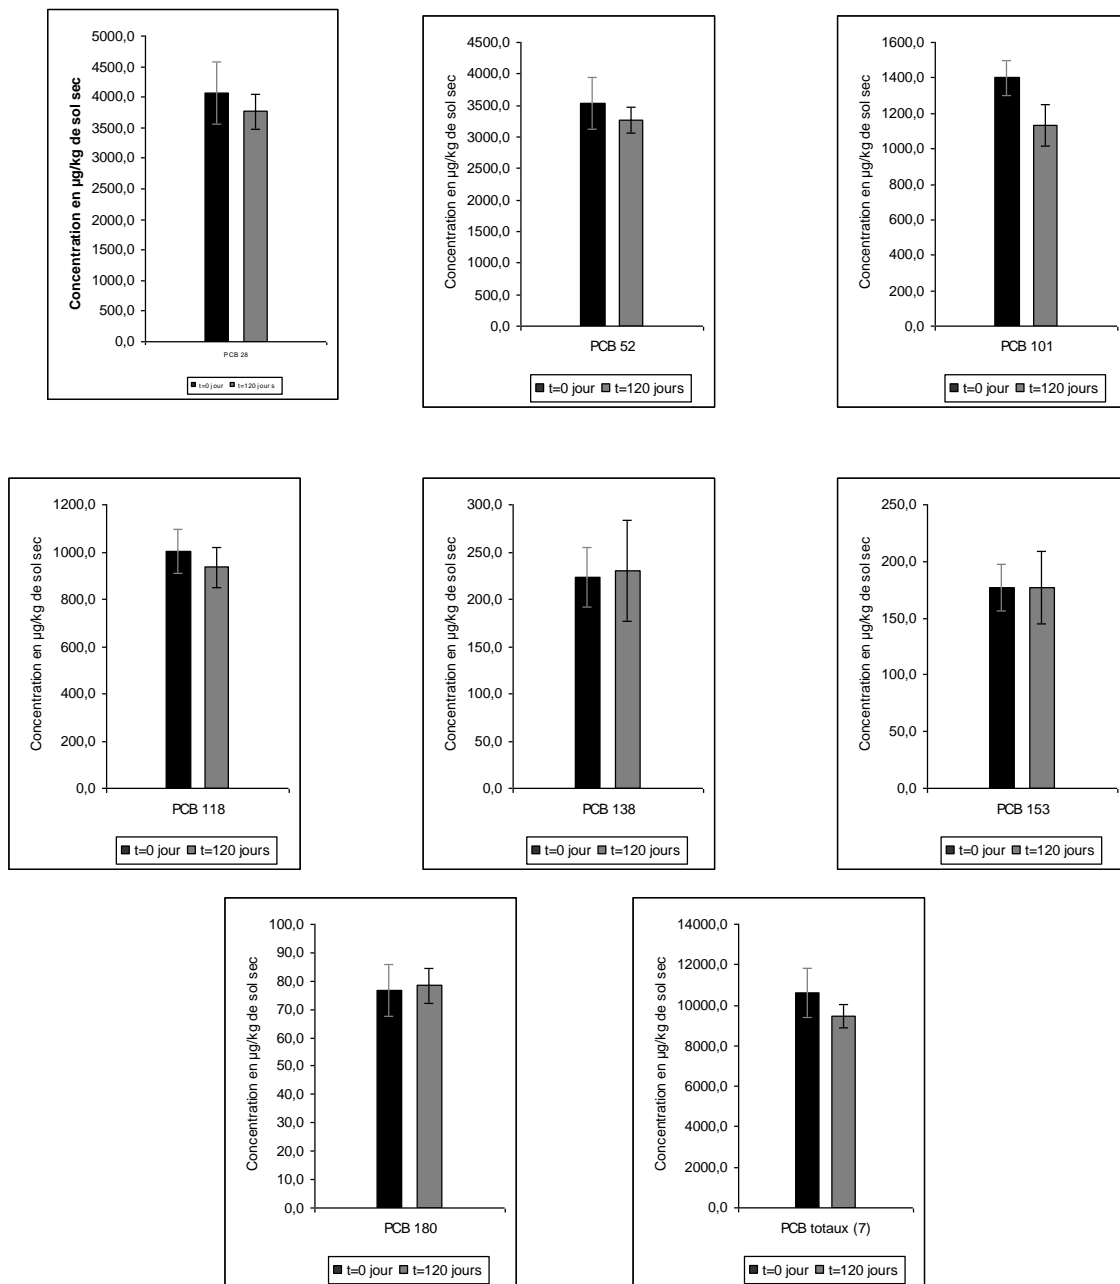 Concentration en µg/kg de sol sec
5000,0
4500,0
4000,0
3500,0
3000,0
2500,0
2000,0
1500,0
1000,0
500,0
0,0
PCB 28
t=0 jour t=120 jours
Concentration en µg/kg de sol sec
4500,0
4000,0
3500,0
3000,0
2500,0
2000,0
1500,0
1000,0
500,0
0,0
PCB 52
t=0 jour t=120 jours
Concentration en µg/kg de sol sec
1600,0
1400,0
1200,0
1000,0
800,0
600,0
400,0
200,0
0,0
PCB 101
t=0 jour t=120 jours
Concentration en µg/kg de sol sec
1200,0
1000,0
800,0
600,0
400,0
200,0
0,0
PCB 118
t=0 jour t=120 jours
Concentration en µg/kg de sol sec
300,0
250,0
200,0
150,0
100,0
50,0
0,0
PCB 138
t=0 jour t=120 jours
Concentration en µg/kg de sol sec
250,0
200,0
150,0
100,0
50,0
0,0
PCB 153
t=0 jour t=120 jours
Concentration en µg/kg de sol sec
100,0
90,0
80,0
70,0
60,0
50,0
40,0
30,0
20,0
10,0
0,0
PCB 180
t=0 jour t=120 jours
Concentration en µg/kg de sol sec
14000,0
12000,0
10000,0
8000,0
6000,0
4000,0
2000,0
0,0
PCB totaux (7)
t=0 jour t=120 jours